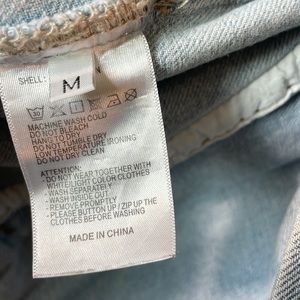 SHELL:
M
N
30
MACHINE WASH COLD
DO NOT BLEACH
HANG TO DRY
DO NOT TUMBLE DRY
LOW TEMPERATURE IRONING
DO NOT DRY CLEAN
ATTENTION:
- DO NOT WEAR TOGETHER WITH
WHITE/LIGHT COLOR CLOTHES
- WASH SEPARATELY
- WASH INSIDE OUT
- REMOVE PROMPTLY
- PLEASE BUTTON UP / ZIP UP THE
CLOTHES BEFORE WASHING
MADE IN CHINA